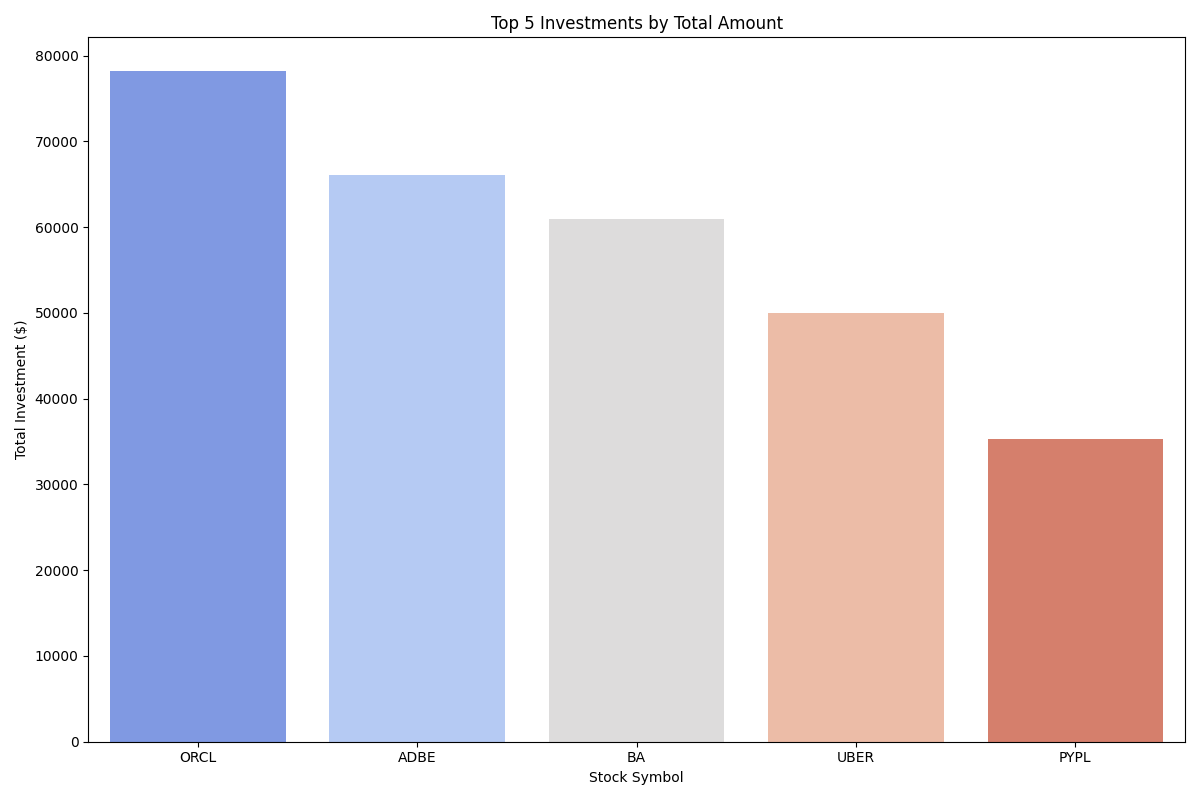 Top 5 Investments by Total Amount
Total Investment ($)
80000
70000
60000
50000
40000
30000
20000
10000
0
ORCL
ADBE
BA
UBER
PYPL
Stock Symbol